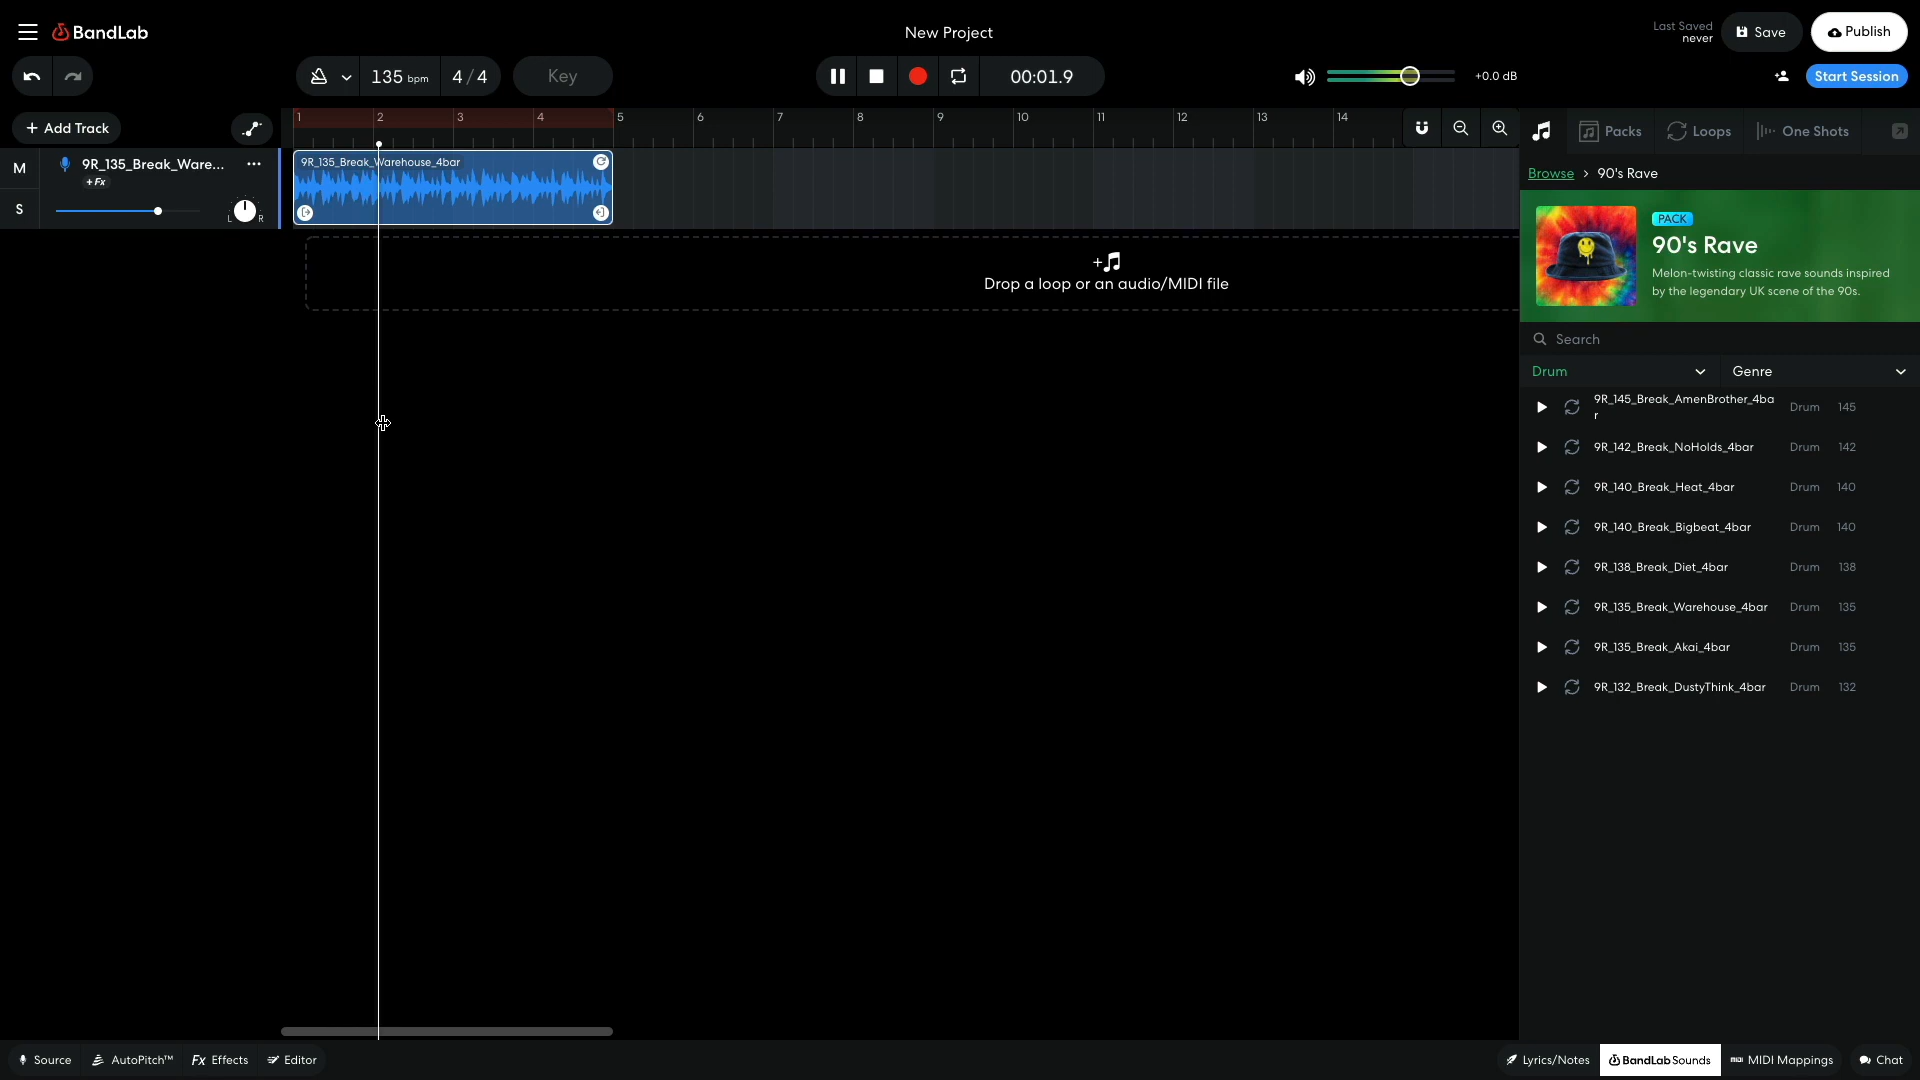 BandLab
New Project
Last Saved
never
Save
Publish
135 bpm
4/4
Key
00:01.9
+0.0 dB
Start Session
+ Add Track
1 2 3 4 5 6 7 8 9 10 11 12 13 14
Packs
Loops
One Shots
M
9R_135_Break_Ware...
+Fx
S
L R
9R_135_Break_Warehouse_4bar
Drop a loop or an audio/MIDI file
Browse › 90's Rave
PACK
90's Rave
Melon-twisting classic rave sounds inspired
by the legendary UK scene of the 90s.
Search
Drum
Genre
9R_145_Break_AmenBrother_4ba
r
Drum 145
9R_142_Break_NoHolds_4bar Drum 142
9R_140_Break_Heat_4bar Drum 140
9R_140_Break_Bigbeat_4bar Drum 140
9R_138_Break_Diet_4bar Drum 138
9R_135_Break_Warehouse_4bar Drum 135
9R_135_Break_Akai_4bar Drum 135
9R_132_Break_DustyThink_4bar Drum 132
Source
AutoPitch™
Fx Effects
Editor
Lyrics/Notes
BandLab Sounds
MIDI Mappings
Chat